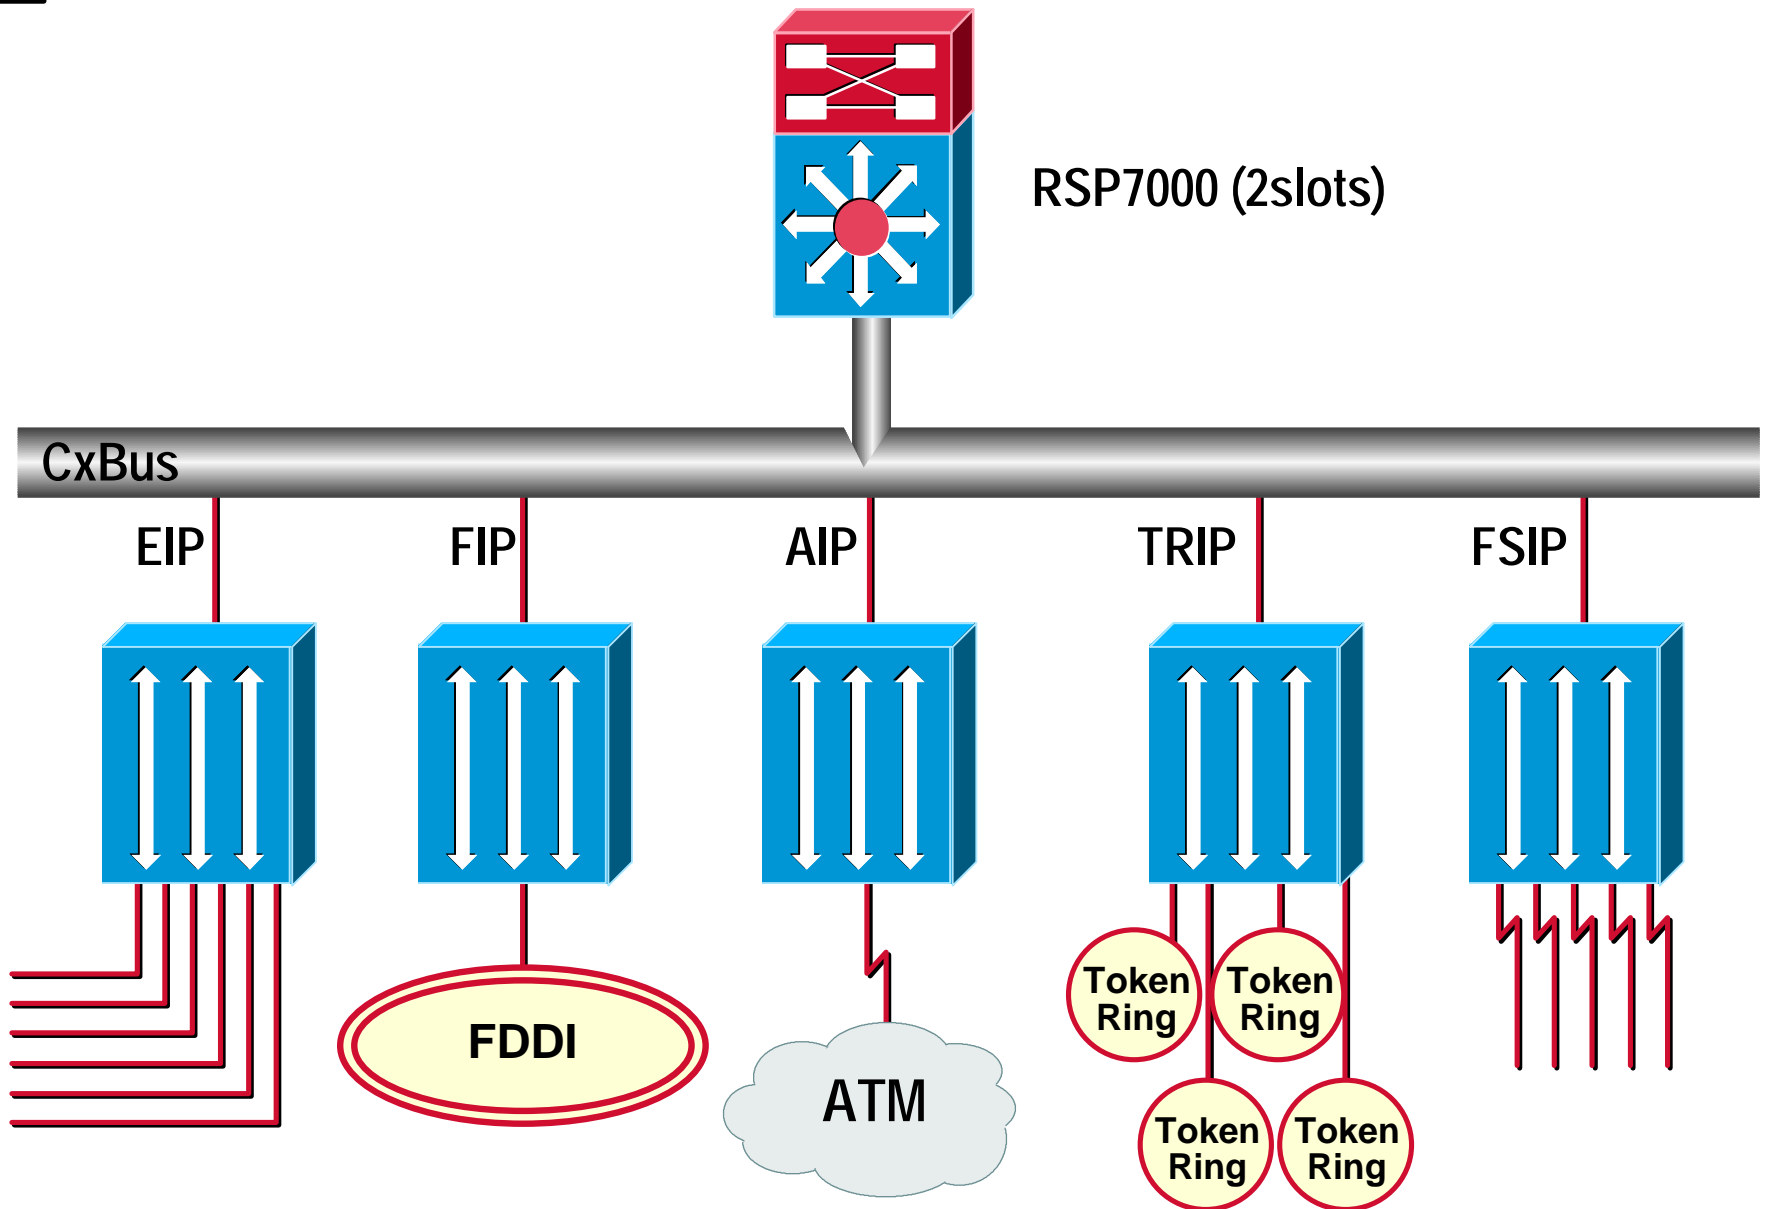 RSP7000 (2slots)
CxBus
EIP
FIP
AIP
TRIP
FSIP
Token
Ring
Token
Ring
FDDI
ATM
Token
Ring
Token
Ring